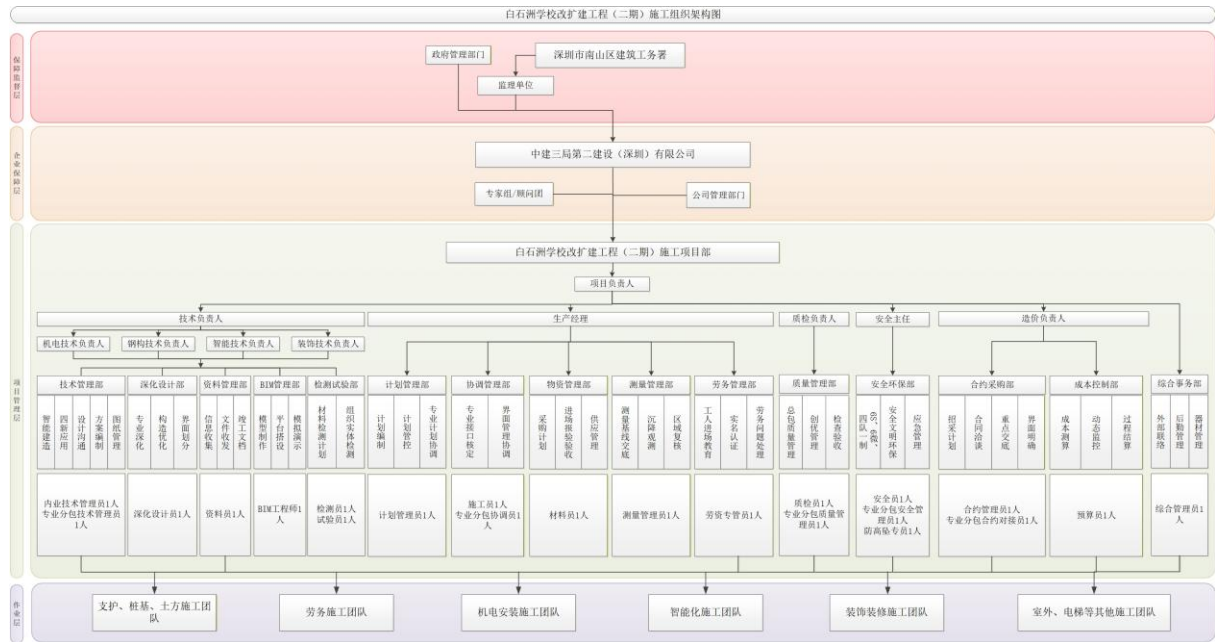 白石洲学校改扩建工程（二期）施工组织架构图
保障监督层
政府管理部门
深圳市南山区建筑工务署
监理单位
企业保障层
中建三局第二建设（深圳）有限公司
专家组/顾问团
公司管理部门
项目管理层
白石洲学校改扩建工程（二期）施工项目部
项目负责人
技术负责人
生产经理
质检负责人
安全主任
造价负责人
机电技术负责人
钢构技术负责人
智能技术负责人
装饰技术负责人
技术管理部
深化设计部
资料管理部
BIM管理部
检测试验部
计划管理部
协调管理部
物资管理部
测量管理部
劳务管理部
质量管理部
安全环保部
合约采购部
成本控制部
综合事务部
智能建造
四新应用
设计沟通
方案编制
图纸管理
专业深化
构造优化
界面划分
信息收集
文件收发
竣工文档
模型制作
平台搭设
模拟演示
材料检测计划
组织实体检测
计划编制
计划管控
专业计划协调
专业接口核定
界面管理协调
采购计划
进场报验收
供应管理
测量基线交底
沉降观测
区域复核
工人进场教育
实名认证
劳务问题处理
总包质量管理
创优管理
检查验收
6S、6微、
四队一制
安全文明环保
应急管理
招采计划
合同洽谈
重点交底
界面明确
成本测算
动态监控
过程结算
外部联络
后勤管理
器材管理
内业技术管理员1人
专业分包技术管理员
1人
深化设计员1人
资料员1人
BIM工程师1
人
检测员1人
试验员1人
计划管理员1人
施工员1人
专业分包协调员1
人
材料员1人
测量管理员1人
劳资专管员1人
质检员1人
专业分包质量管
理员1人
安全员1人
专业分包安全管
理员1人
防高坠专员1人
合约管理员1人
专业分包合约对接员1人
预算员1人
综合管理员1
人
作业层
支护、桩基、土方施工团
队
劳务施工团队
机电安装施工团队
智能化施工团队
装饰装修施工团队
室外、电梯等其他施工团队